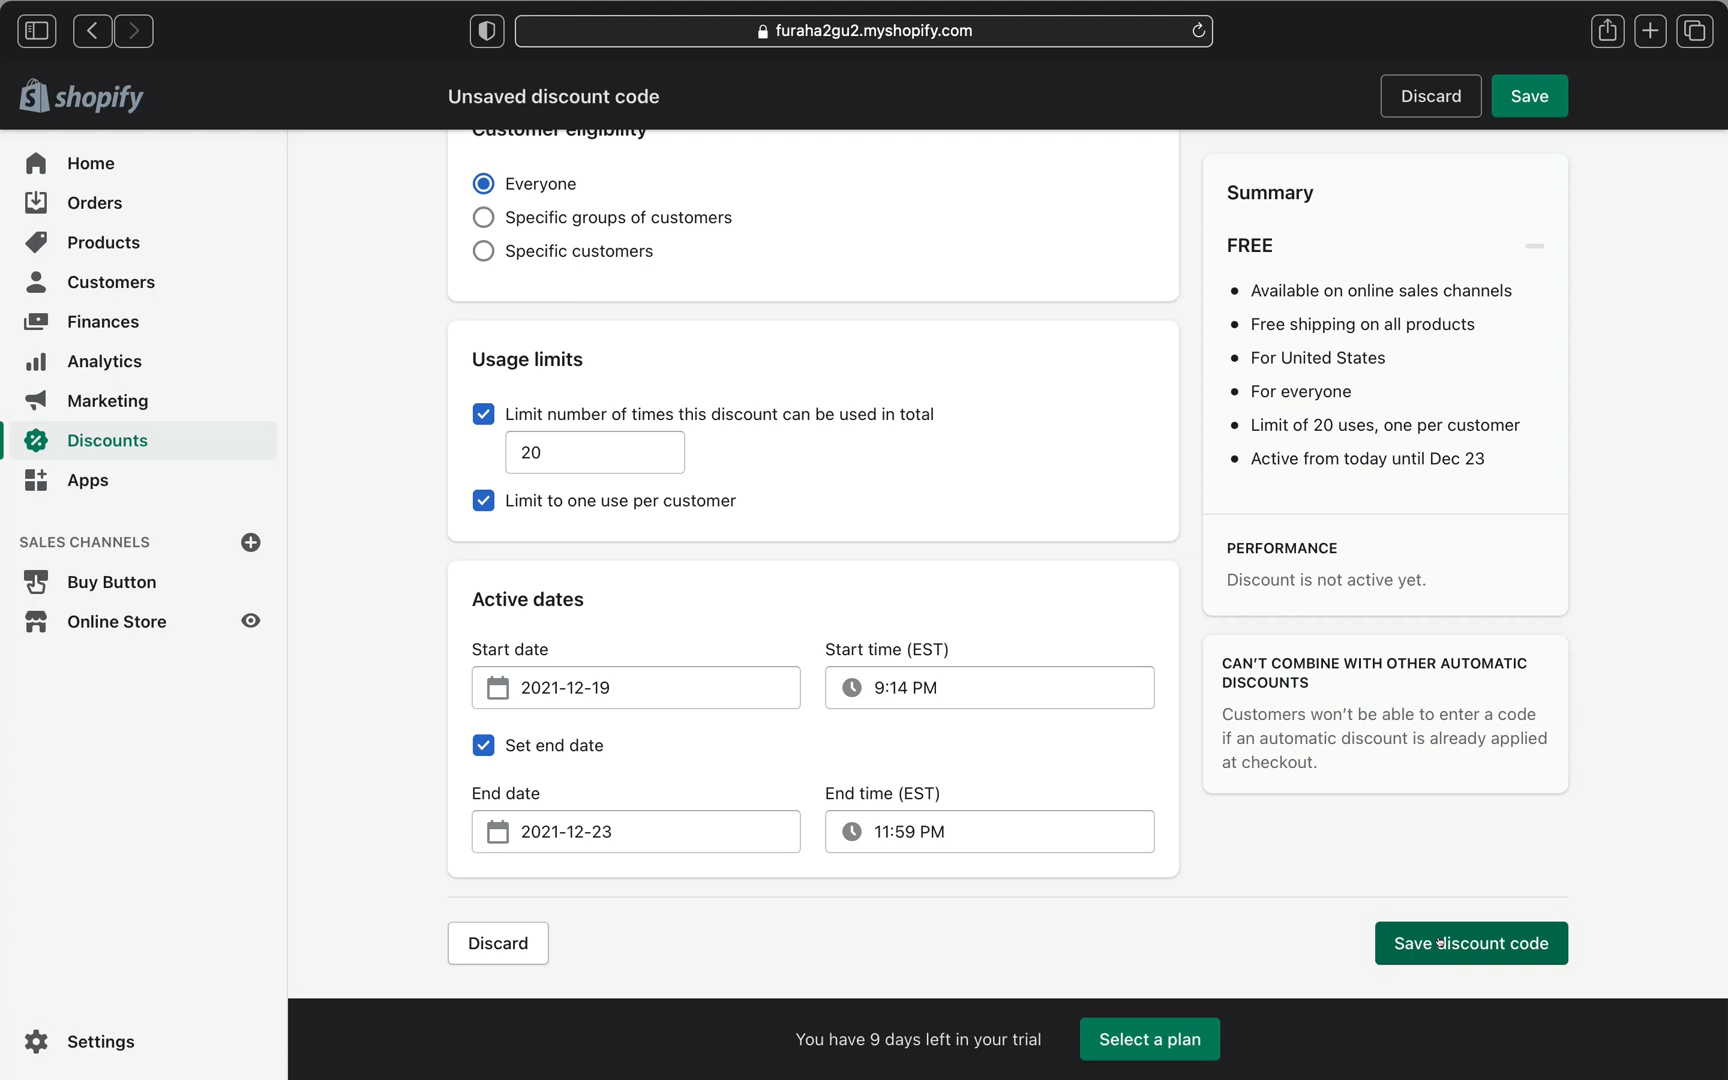 furaha2gu2.myshopify.com
shopify
Unsaved discount code
Discard
Save
Home
Orders
Products
Customers
Finances
Analytics
Marketing
Discounts
Apps
SALES CHANNELS
Buy Button
Online Store
Settings
Customer eligibility
Everyone
Specific groups of customers
Specific customers
Usage limits
Limit number of times this discount can be used in total
20
Limit to one use per customer
Active dates
Start date
Start time (EST)
2021-12-19
9:14 PM
Set end date
End date
End time (EST)
2021-12-23
11:59 PM
Discard
Save discount code
Summary
FREE
Available on online sales channels
Free shipping on all products
For United States
For everyone
Limit of 20 uses, one per customer
Active from today until Dec 23
PERFORMANCE
Discount is not active yet.
CAN'T COMBINE WITH OTHER AUTOMATIC
DISCOUNTS
Customers won't be able to enter a code
if an automatic discount is already applied
at checkout.
You have 9 days left in your trial
Select a plan